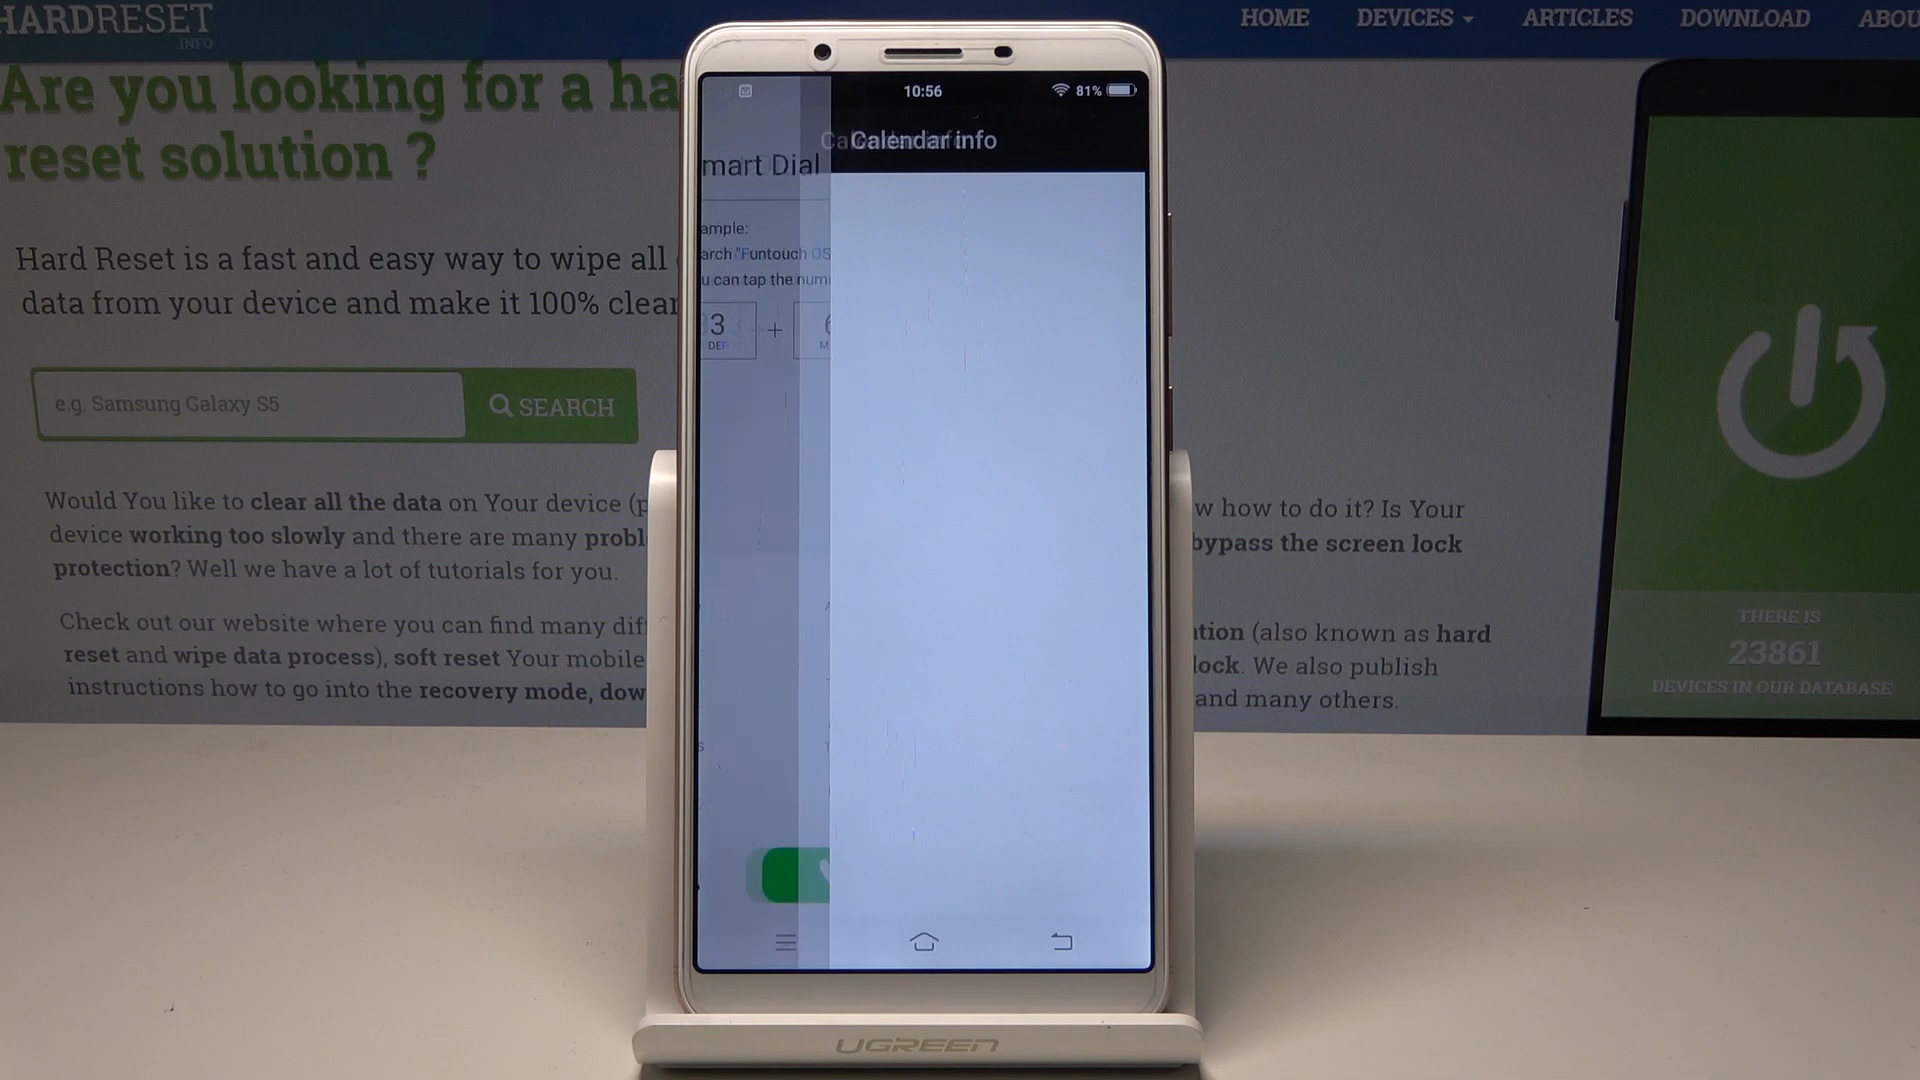 HARDRESET
.INFO
HOME DEVICES ARTICLES DOWNLOAD ABOU
Are you looking for a ha
reset solution ?
Hard Reset is a fast and easy way to wipe all
data from your device and make it 100% clear
e.g. Samsung Galaxy S5
SEARCH
Would You like to clear all the data on Your device (p
device working too slowly and there are many probl
protection? Well we have a lot of tutorials for you.
Check out our website where you can find many dif
reset and wipe data process), soft reset Your mobile
instructions how to go into the recovery mode, dow
10:56
81%
Calendar info
mart Dial
ample:
arch "Funtouch OS
u can tap the num
3
DEF
+
6
M
w how to do it? Is Your
bypass the screen lock
ation (also known as hard
lock. We also publish
and many others.
THERE IS
23861
DEVICES IN OUR DATABASE
UGREEN